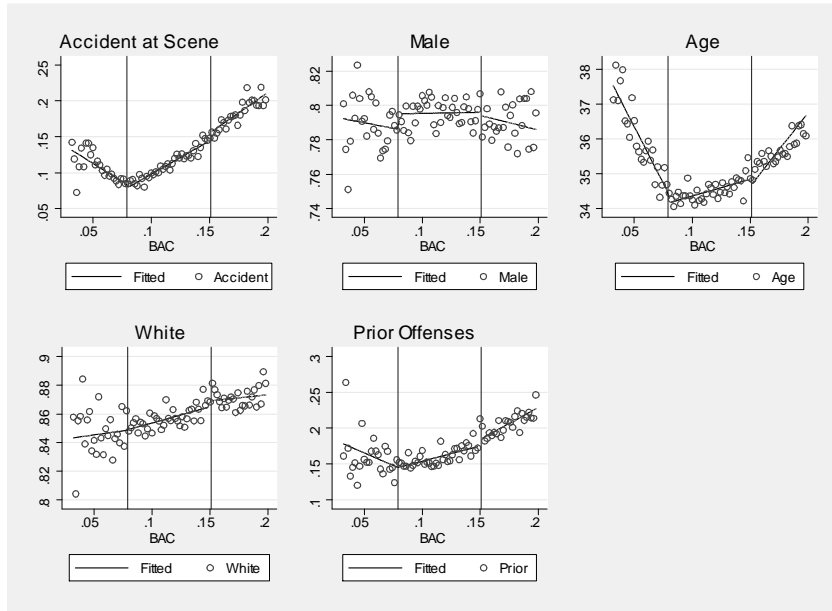 Accident at Scene
.05 .1 .15 .2 .25
.05 .1 .15 .2
BAC
Fitted Accident
Male
.74 .76 .78 .8 .82
.05 .1 .15 .2
BAC
Fitted Male
Age
34 35 36 37 38
.05 .1 .15 .2
BAC
Fitted Age
White
.8 .82 .84 .86 .88 .9
.05 .1 .15 .2
BAC
Fitted White
Prior Offenses
.1 .15 .2 .25 .3
.05 .1 .15 .2
BAC
Fitted Prior